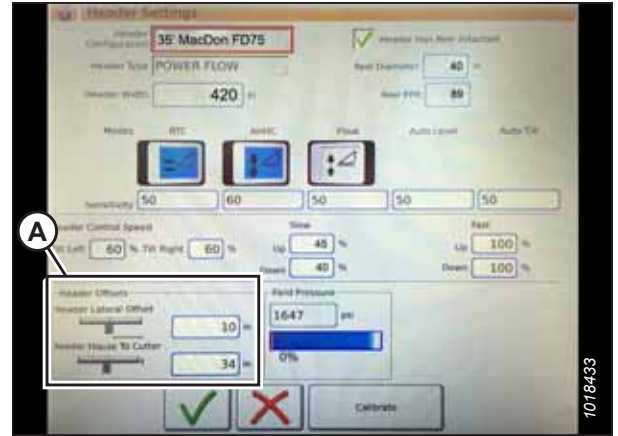 Header Settings
Header Configuration 35' MacDon FD75 Header Has Reel Attached
Header Type POWER FLOW Reel Diameter 40 in
Header Width 420 in Reel PPR 89
Modes RTC AHHC Float Auto Level Auto Tilt
Sensitivity 50 60 50 50 50
Header Control Speed Slow Fast
Tilt Left 60 % Tilt Right 60 % Up 48 % Up 100 %
Down 40 % Down 100 %
A
Header Offsets Field Pressure
Header Lateral Offset
10 in 1647 psi
Feeder House To Cutter
34 in 0%
Calibrate
1018433